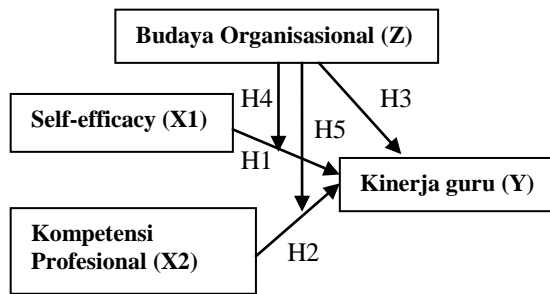 Budaya Organisasional (Z)
H4
H3
Self-efficacy (X1)
H5
H1
Kinerja guru (Y)
Kompetensi
Profesional (X2)
H2